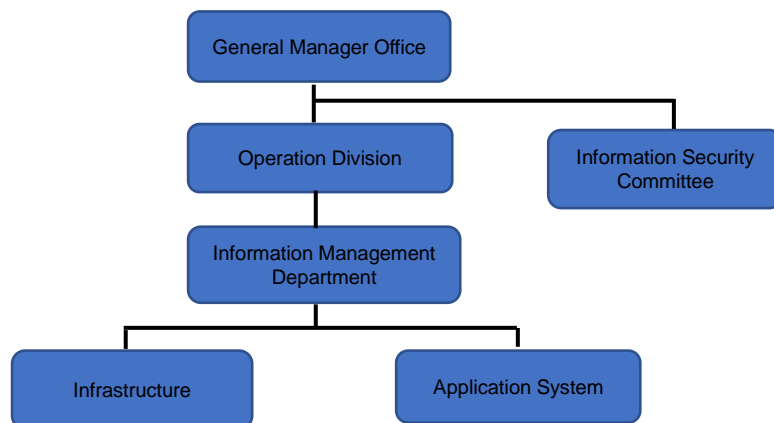 General Manager Office
Operation Division
Information Security
Committee
Information Management
Department
Infrastructure
Application System